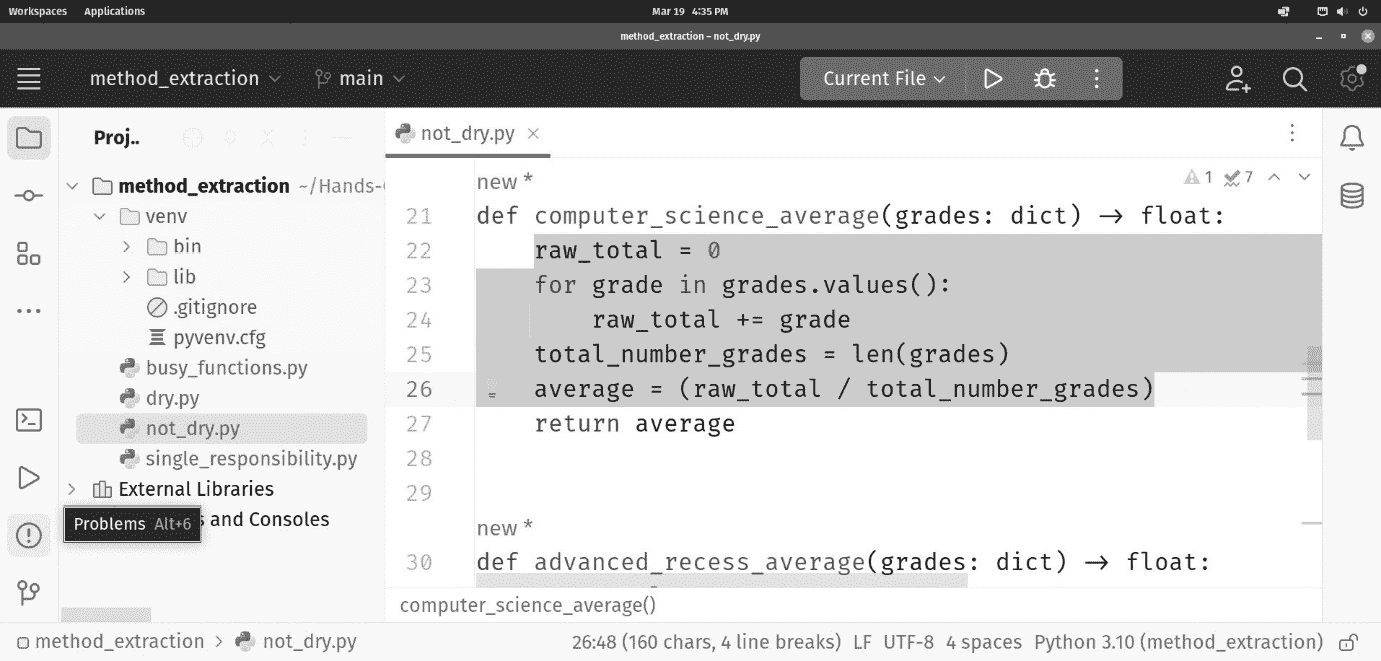 Workspaces Applications Mar 19 4:35 PM
method_extraction – not_dry.py
method_extraction main Current File
Proj.. not_dry.py
new * 1 7
method_extraction ~/Hands-
venv
bin
lib
.gitignore
pyvenv.cfg
busy_functions.py
dry.py
not_dry.py
single_responsibility.py
External Libraries
s and Consoles
Problems Alt+6
21 def computer_science_average(grades: dict) → float:
22 raw_total = 0
23 for grade in grades.values():
24 raw_total += grade
25 total_number_grades = len(grades)
26 average = (raw_total / total_number_grades)
27 return average
28
29
new *
30 def advanced_recess_average(grades: dict) → float:
computer_science_average()
method_extraction > not_dry.py 26:48 (160 chars, 4 line breaks) LF UTF-8 4 spaces Python 3.10 (method_extraction)